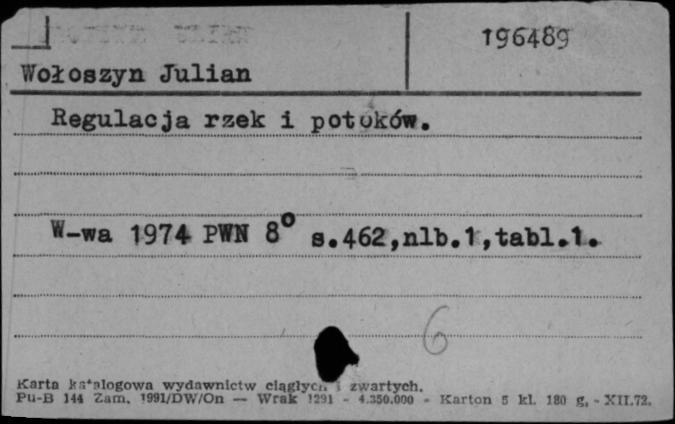 196489
Wołoszyn Julian
Regulacja rzek i potoków.
W-wa 1974 PWN 8° s.462,nlb.1,tabl.1.
6
Karta katalogowa wydawnictw ciągłych i zwartych.
Pu-B 144 Zam. 1991/DW/On — Wrak 1291 - 4.350.000 - Karton 5 kl. 180 g. - XII.72.